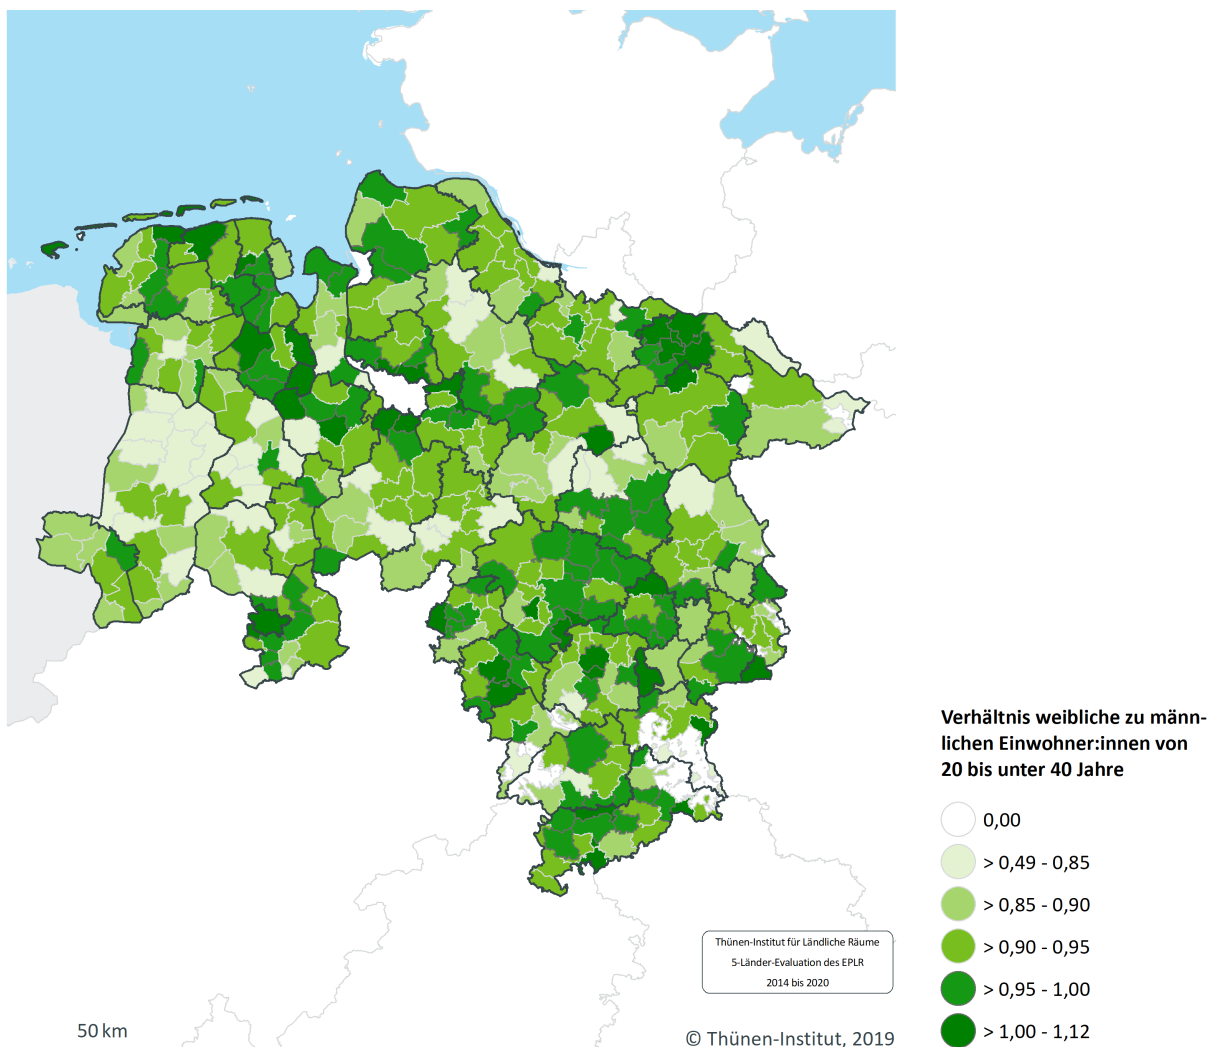 Verhältnis weibliche zu männ-
lichen Einwohner:innen von
20 bis unter 40 Jahre
0,00
> 0,49 - 0,85
> 0,85 - 0,90
> 0,90 - 0,95
> 0,95 - 1,00
> 1,00 - 1,12
Thünen-Institut für Ländliche Räume
5-Länder-Evaluation des EPLR
2014 bis 2020
50 km
© Thünen-Institut, 2019